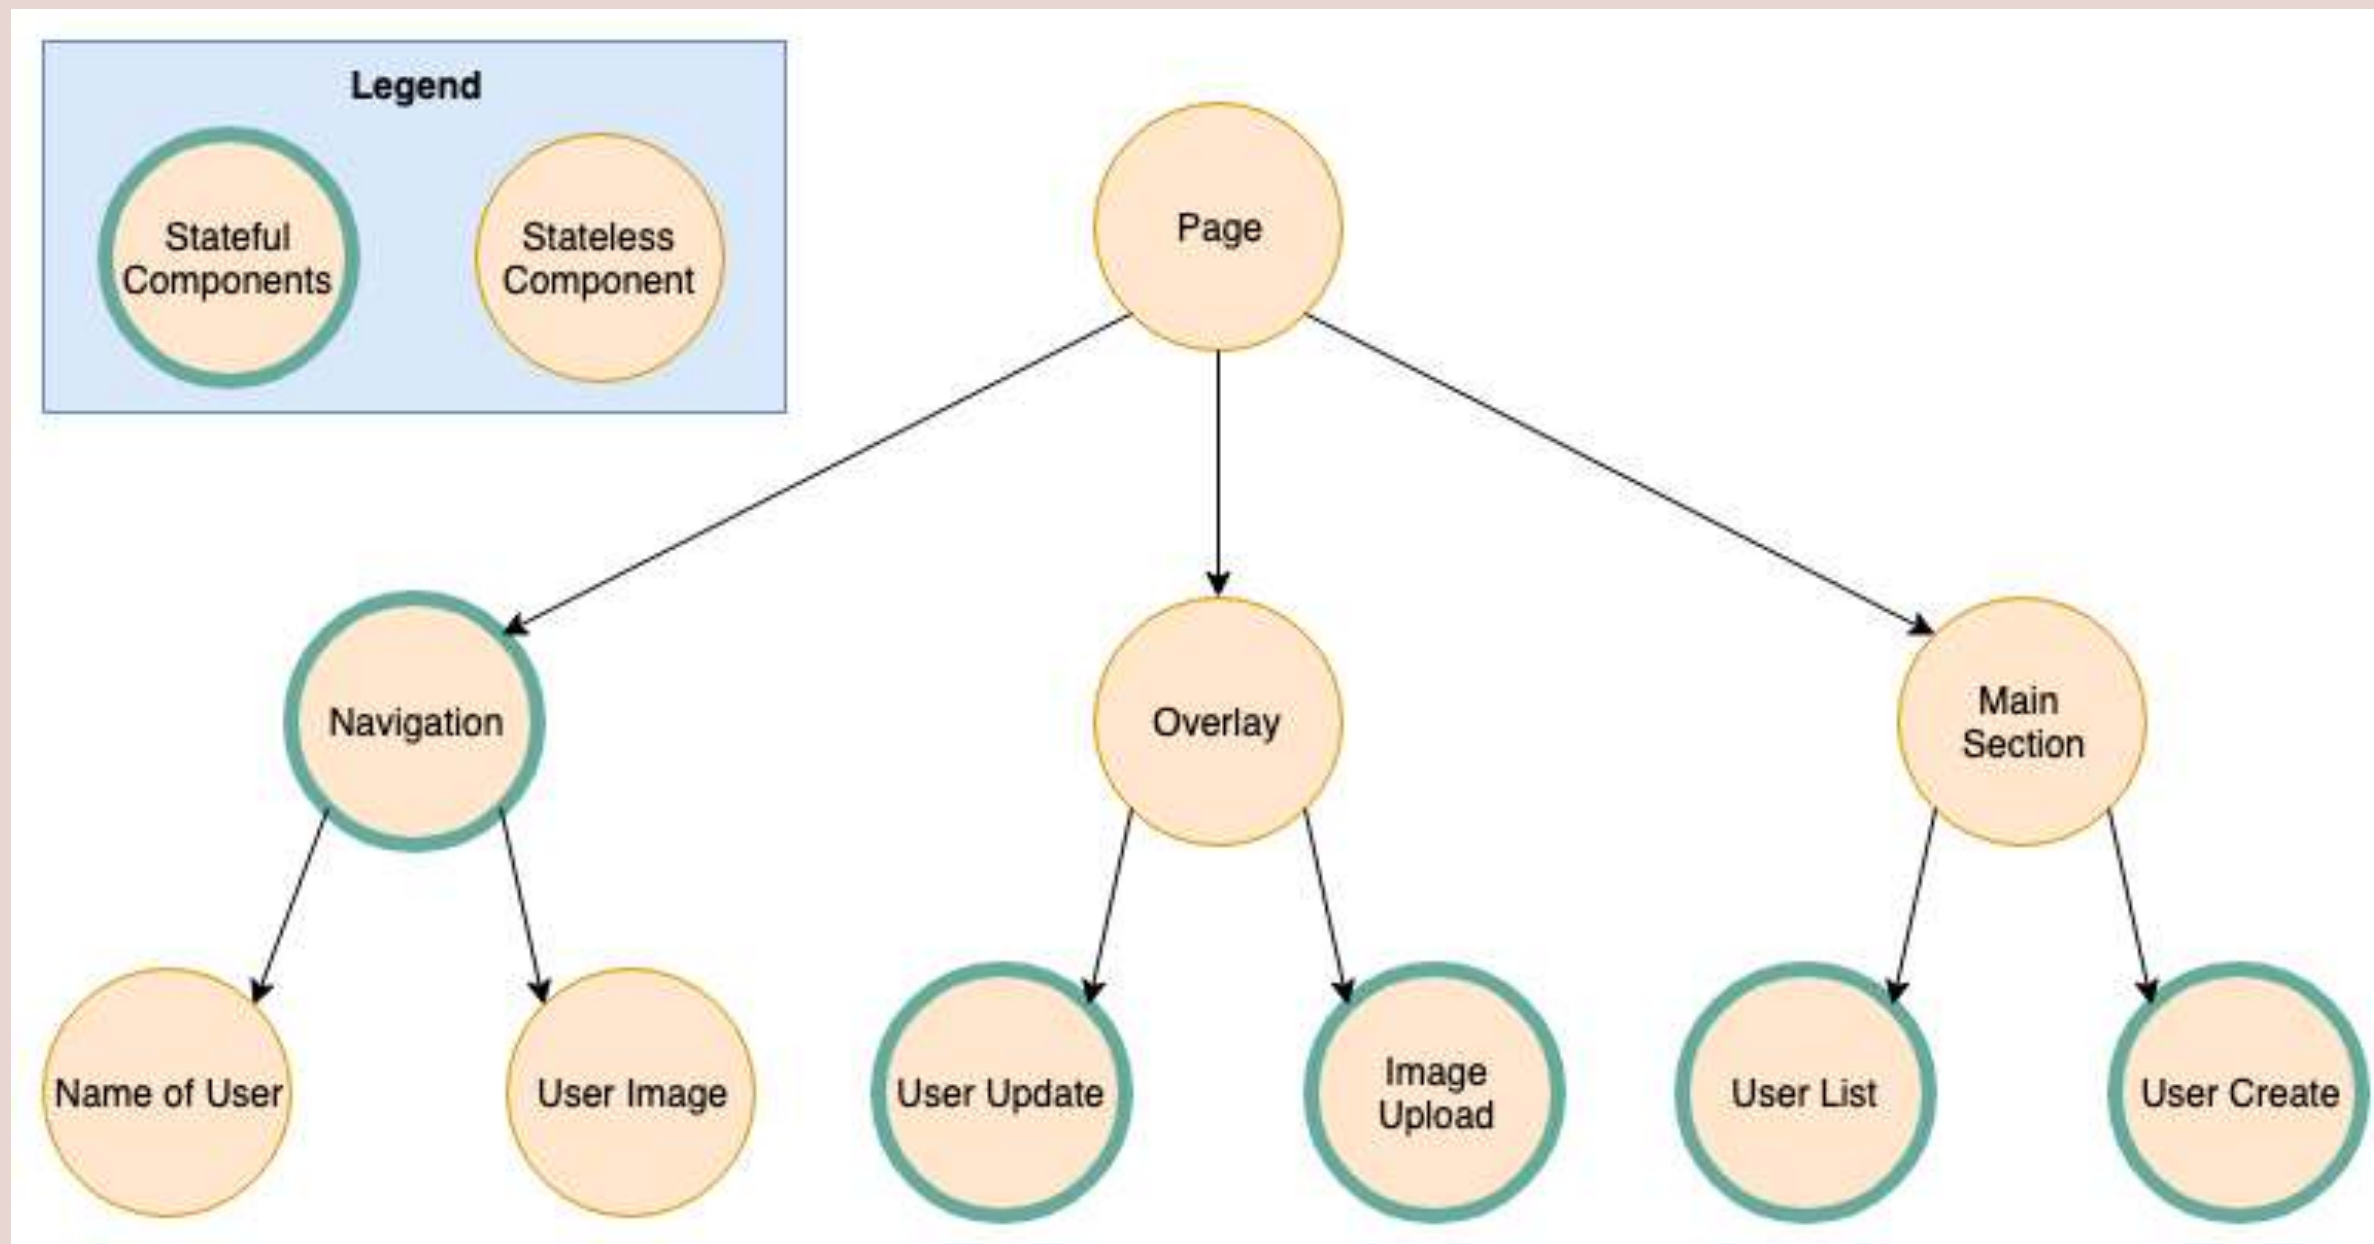 Legend
Stateful
Components
Stateless
Component
Page
Navigation
Overlay
Main
Section
Name of User
User Image
User Update
Image
Upload
User List
User Create